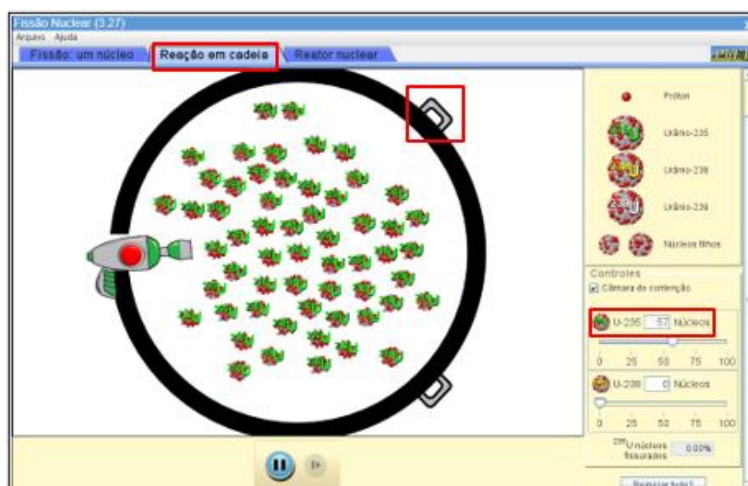 Fissão Nuclear (3.27)
Arquivo Ajuda
Fissão: um núcleo Reação em cadeia Reator nuclear
Próton
Urânio-235
Urânio-238
Urânio-239
Núcleos filhos
Controles
Câmara de contenção
U-235 57 Núcleos
0 25 50 75 100
U-238 0 Núcleos
0 25 50 75 100
235U núcleos 0.00%
fissurados